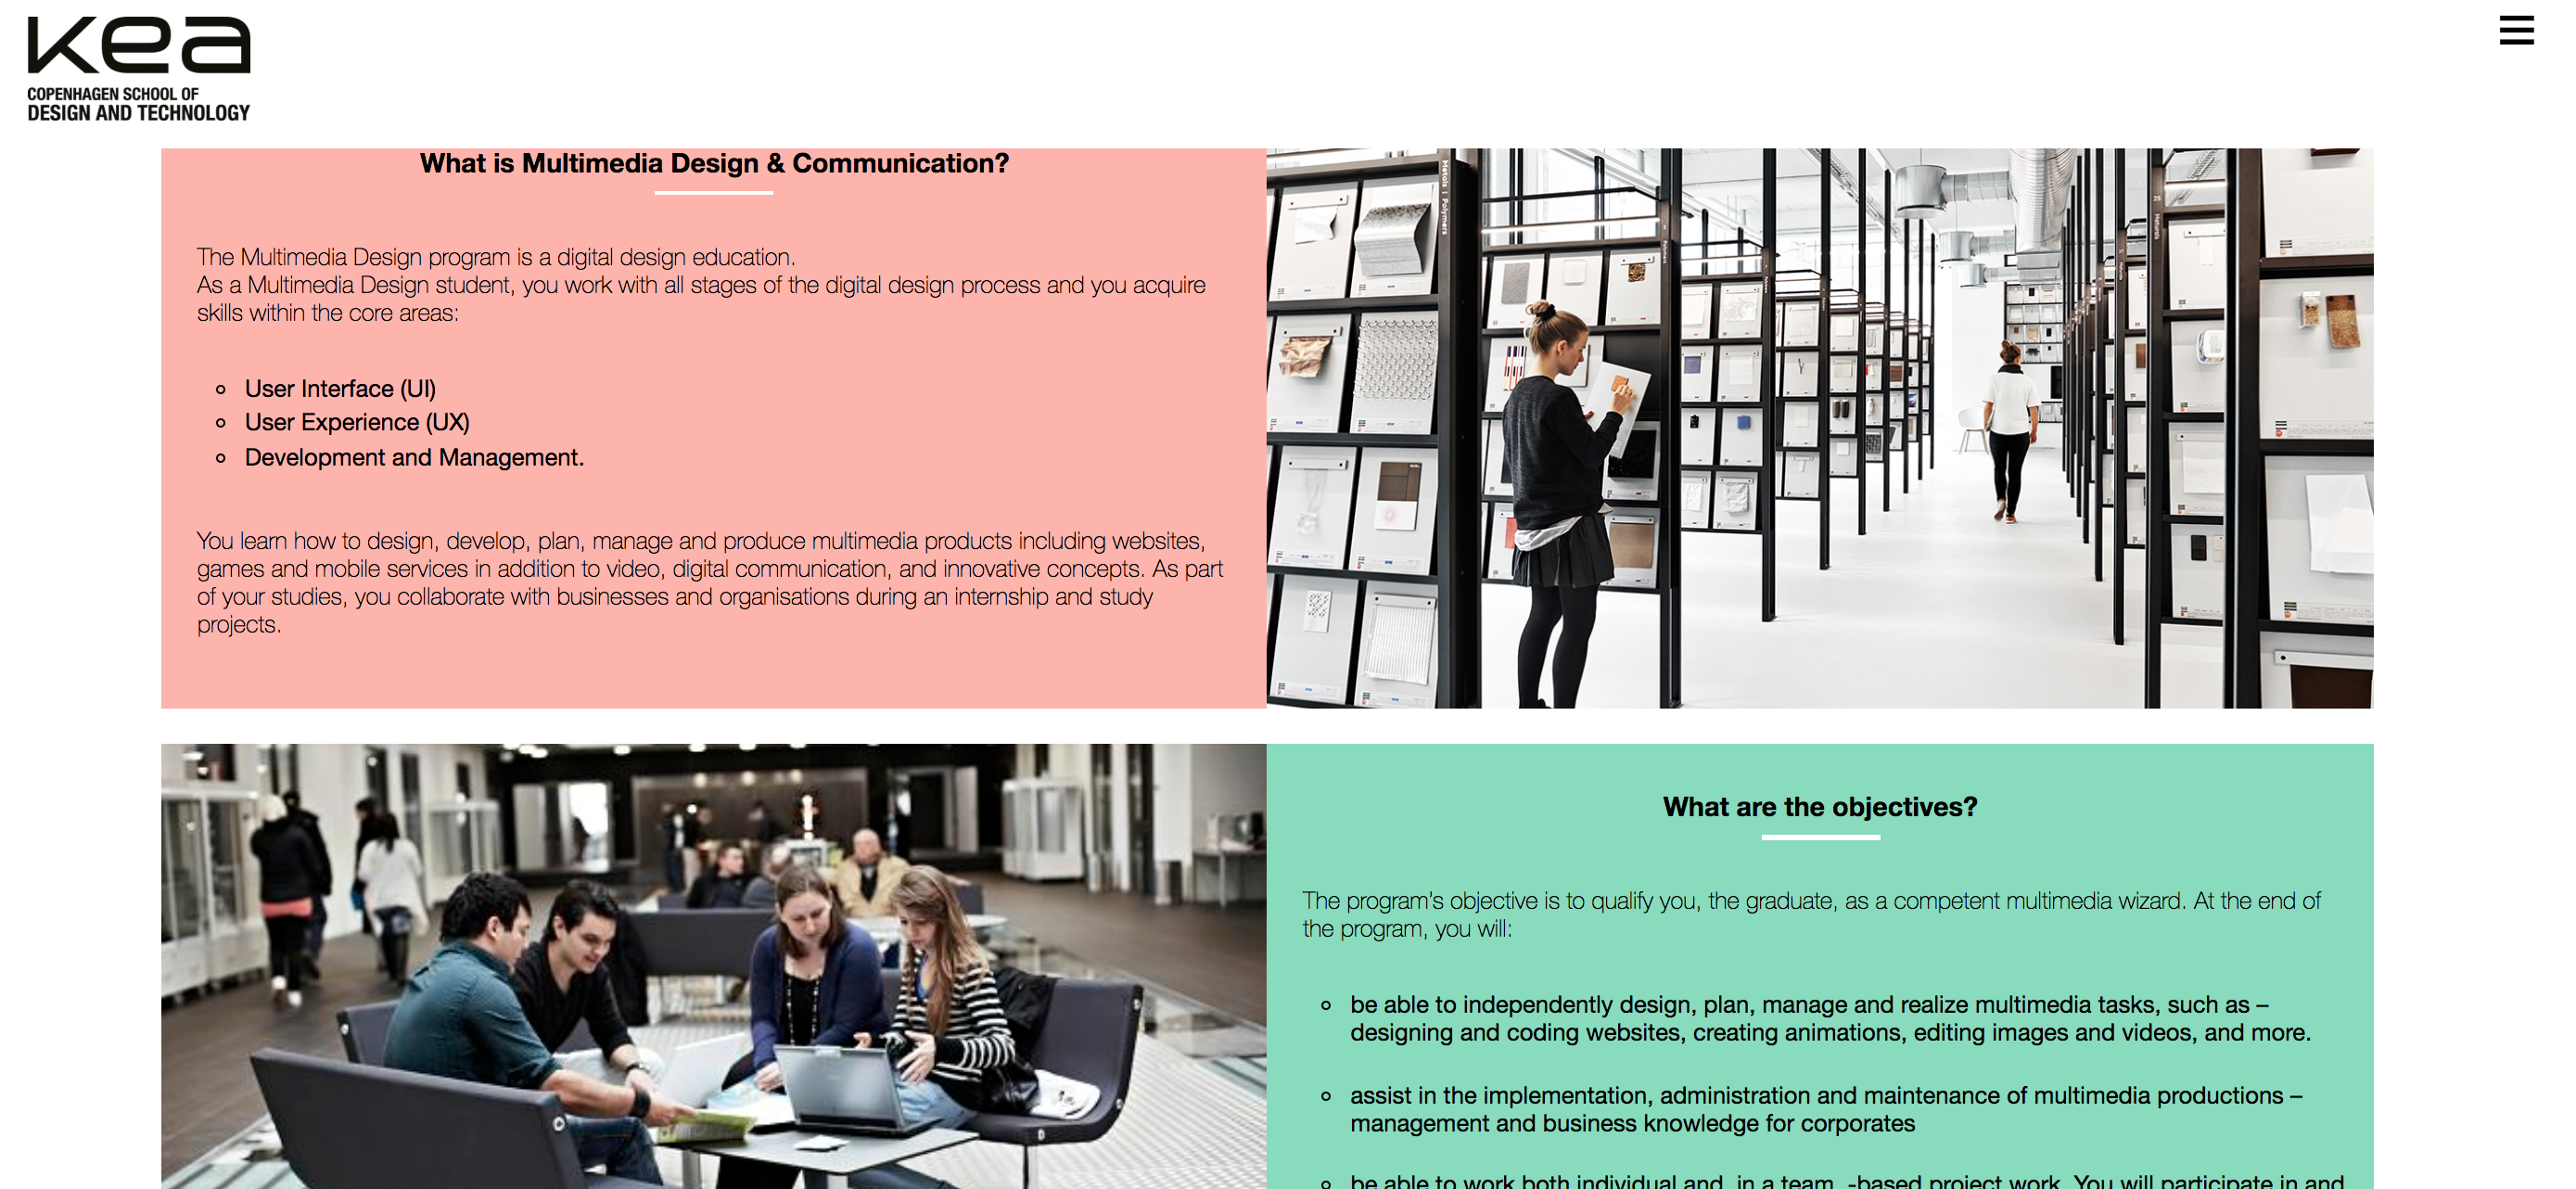 kea
COPENHAGEN SCHOOL OF
DESIGN AND TECHNOLOGY
What is Multimedia Design & Communication?
The Multimedia Design program is a digital design education.
As a Multimedia Design student, you work with all stages of the digital design process and you acquire
skills within the core areas:
User Interface (UI)
User Experience (UX)
Development and Management.
You learn how to design, develop, plan, manage and produce multimedia products including websites,
games and mobile services in addition to video, digital communication, and innovative concepts. As part
of your studies, you collaborate with businesses and organisations during an internship and study
projects.
Metals | Polymers
What are the objectives?
The program's objective is to qualify you, the graduate, as a competent multimedia wizard. At the end of
the program, you will:
be able to independently design, plan, manage and realize multimedia tasks, such as –
designing and coding websites, creating animations, editing images and videos, and more.
assist in the implementation, administration and maintenance of multimedia productions –
management and business knowledge for corporates
be able to work both individual and in a team -based project work. You will participate in and